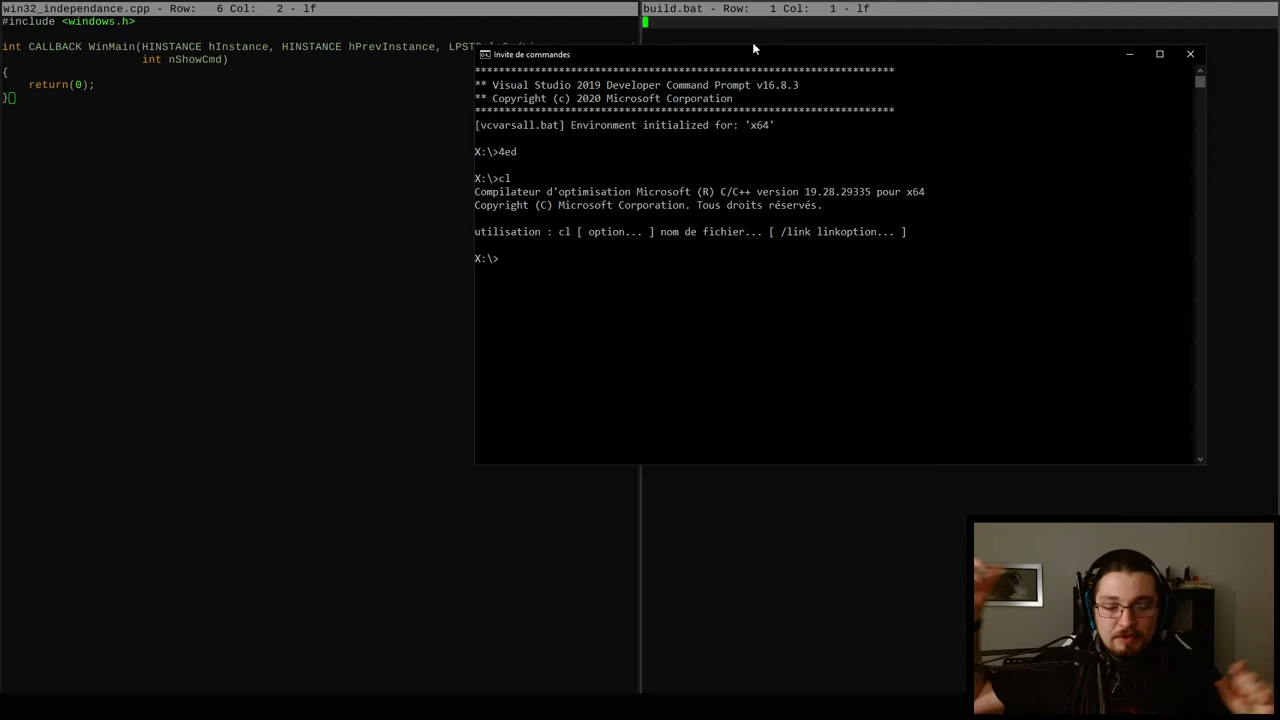 win32_independance.cpp - Row: 6 Col: 2 - lf
#include <windows.h>
int CALLBACK WinMain(HINSTANCE hInstance, HINSTANCE hPrevInstance,
int nShowCmd)
{
return(0);
}
build.bat - Row: 1 Col: 1 - lf
Invite de commandes
**********************************************************************
** Visual Studio 2019 Developer Command Prompt v16.8.3
** Copyright (c) 2020 Microsoft Corporation
**********************************************************************
[vcvarsall.bat] Environment initialized for: 'x64'
X:\>4ed
X:\>cl
Compilateur d'optimisation Microsoft (R) C/C++ version 19.28.29335 pour x64
Copyright (C) Microsoft Corporation. Tous droits réservés.
utilisation : cl [ option... ] nom de fichier... [ /link linkoption... ]
X:\>